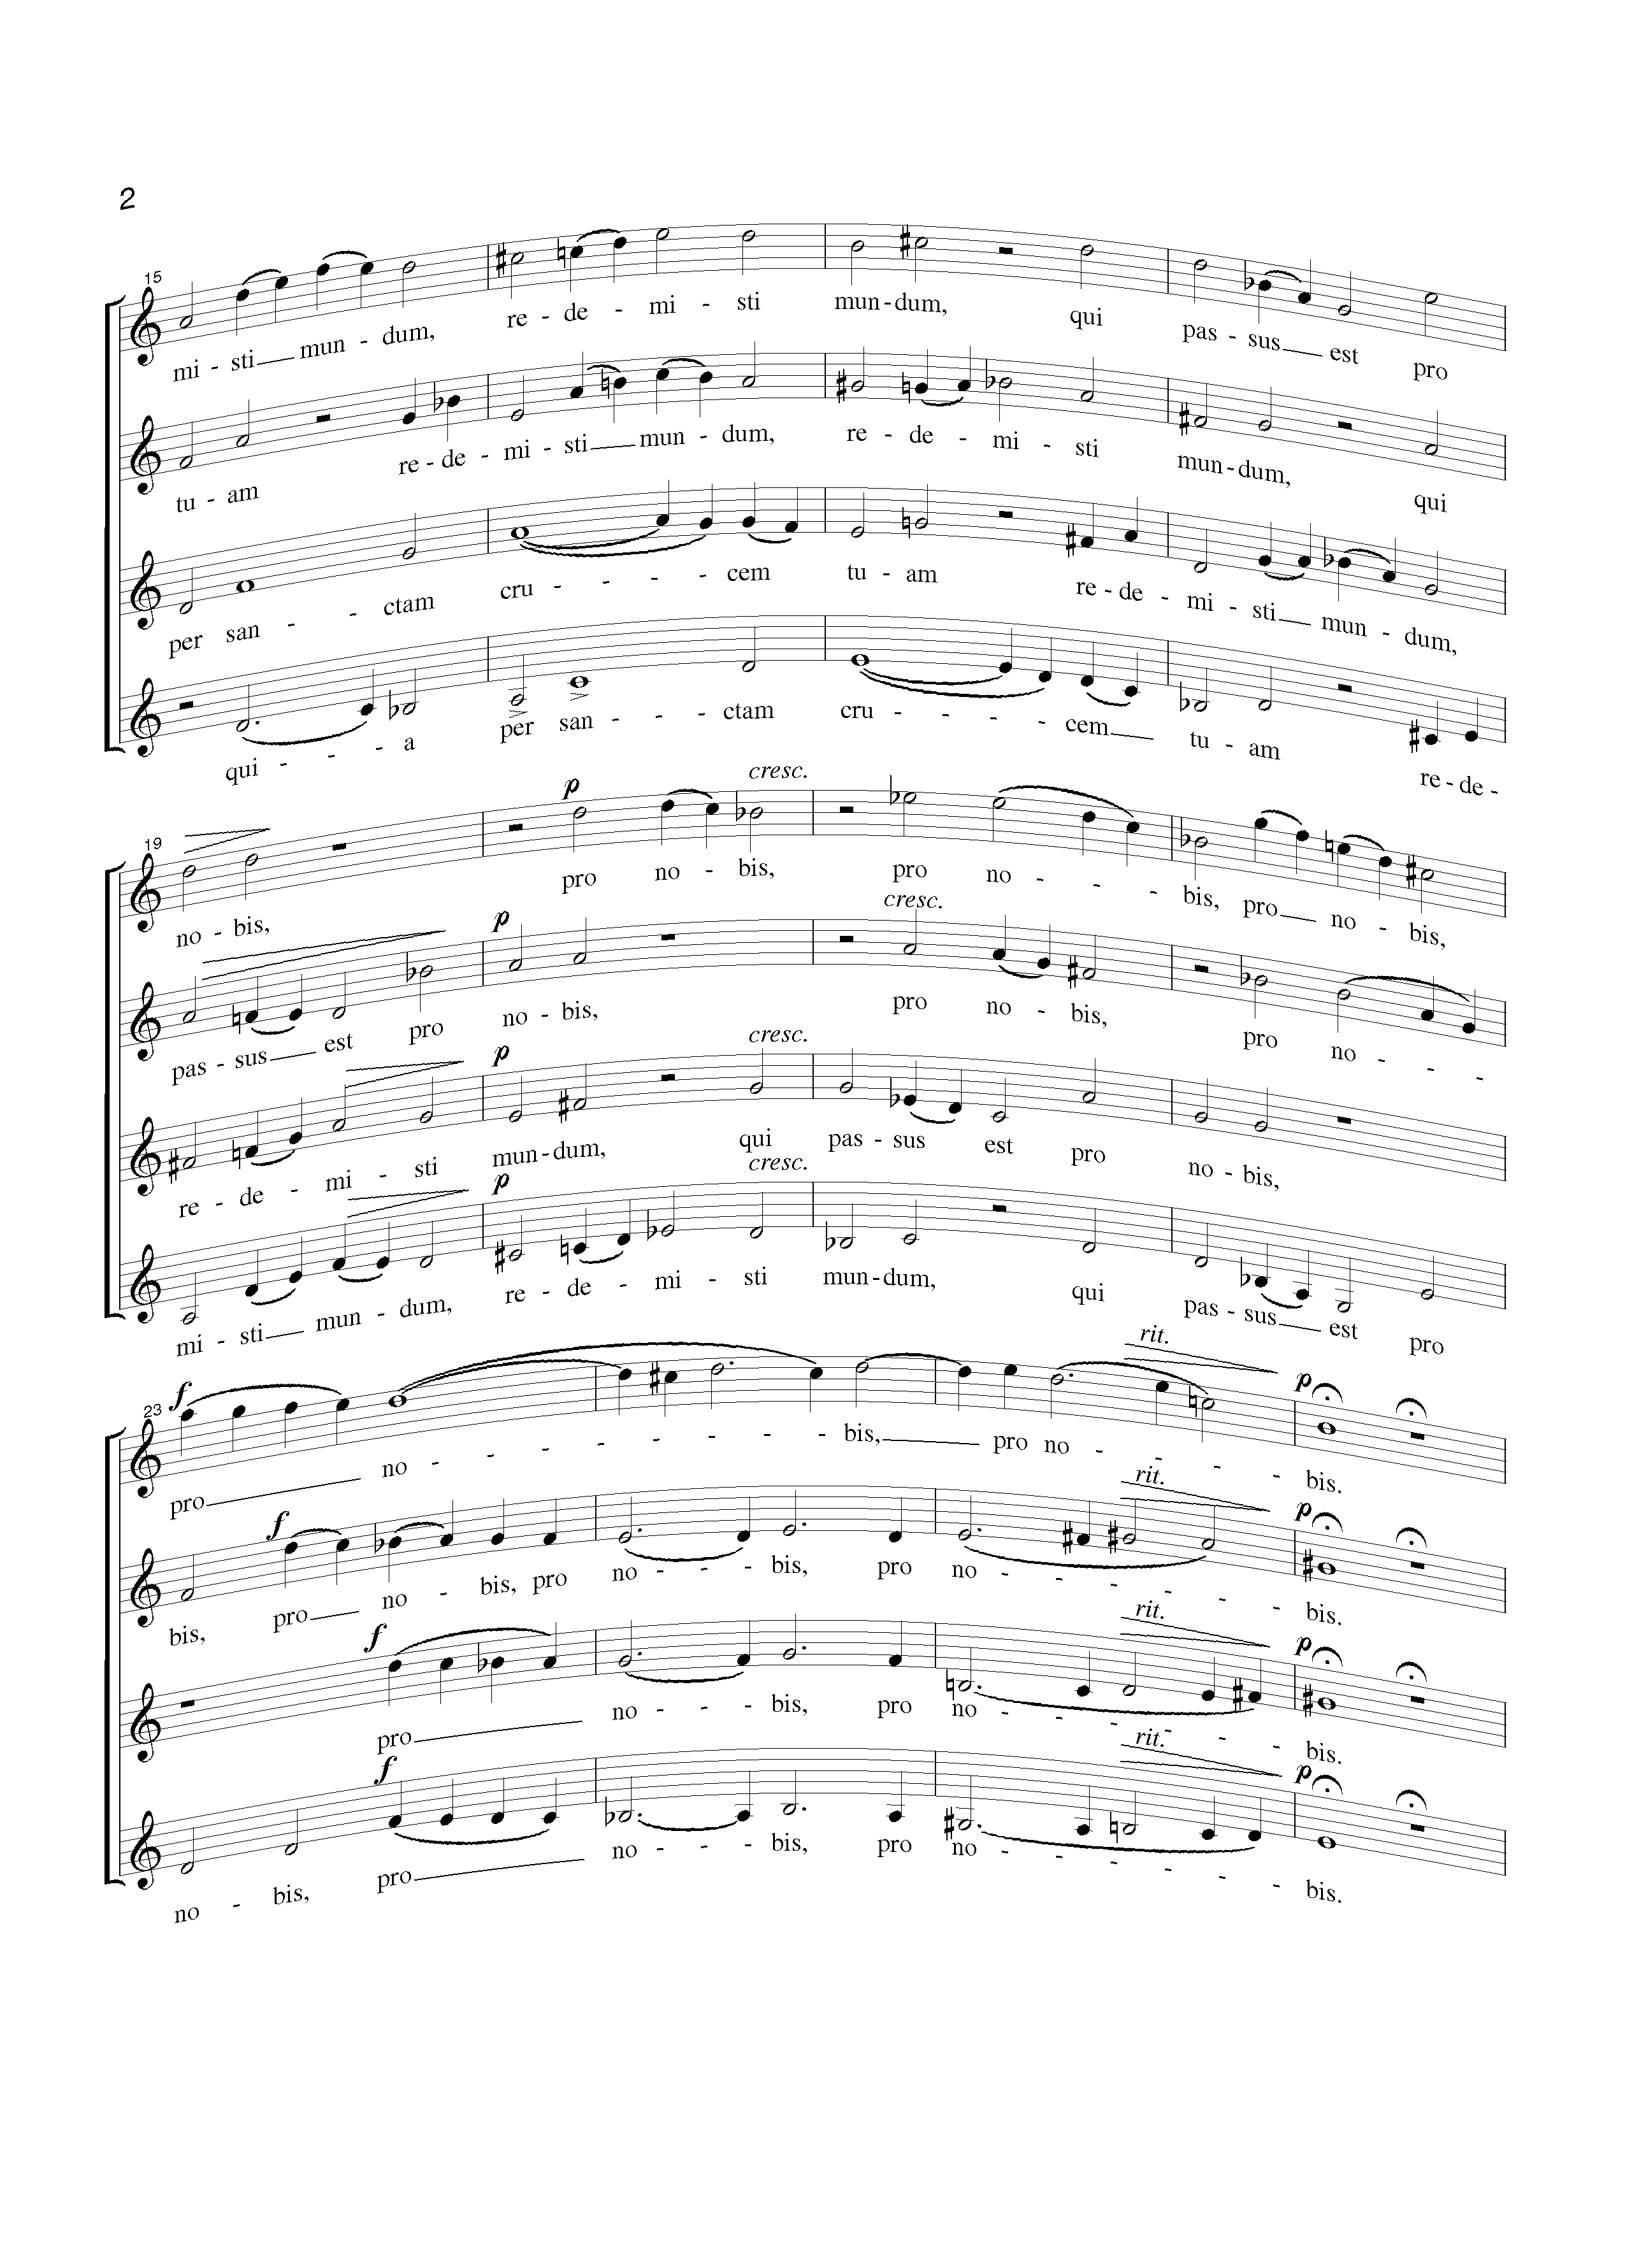 2
15
mi - sti mun - dum, re - de - mi - sti mun - dum, qui pas - sus est pro
tu - am re - de - mi - sti mun - dum, re - de - mi - sti mun - dum, qui
per san - - ctam cru - - - - cem tu - am re - de - mi - sti mun - dum,
qui - - - a per san - - - ctam cru - - - - cem tu - am re - de -
19
p cresc.
no - bis, pro no - bis, pro no - - - bis, pro no - bis,
p cresc.
pas - sus est pro no - bis, pro no - bis, pro no - - -
p cresc.
re - de - mi - sti mun - dum, qui pas - sus est pro no - bis,
p cresc.
mi - sti mun - dum, re - de - mi - sti mun - dum, qui pas - sus est pro
23
f rit. p
pro no - - - - - - - - bis, pro no - - - - bis.
f rit. p
bis, pro no - bis, pro no - - - bis, pro no - - - - - - bis.
f rit. p
pro no - - - bis, pro no - - - - - - bis.
f rit. p
no - bis, pro no - - - bis, pro no - - - - - - bis.